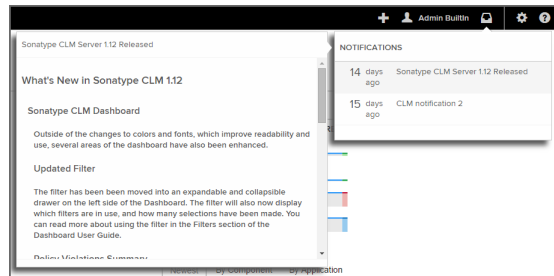 Admin Builtin
Sonatype CLM Server 1.12 Released
NOTIFICATIONS
14 days ago
Sonatype CLM Server 1.12 Released
15 days ago
CLM notification 2
What's New in Sonatype CLM 1.12
Sonatype CLM Dashboard
Outside of the changes to colors and fonts, which improve readability and
use, several areas of the dashboard have also been enhanced.
Updated Filter
The filter has been been moved into an expandable and collapsible
drawer on the left side of the Dashboard. The filter will also now display
which filters are in use, and how many selections have been made. You
can read more about using the filter in the Filters section of the
Dashboard User Guide.
Policy Violations Summary
Newest By Component By Application